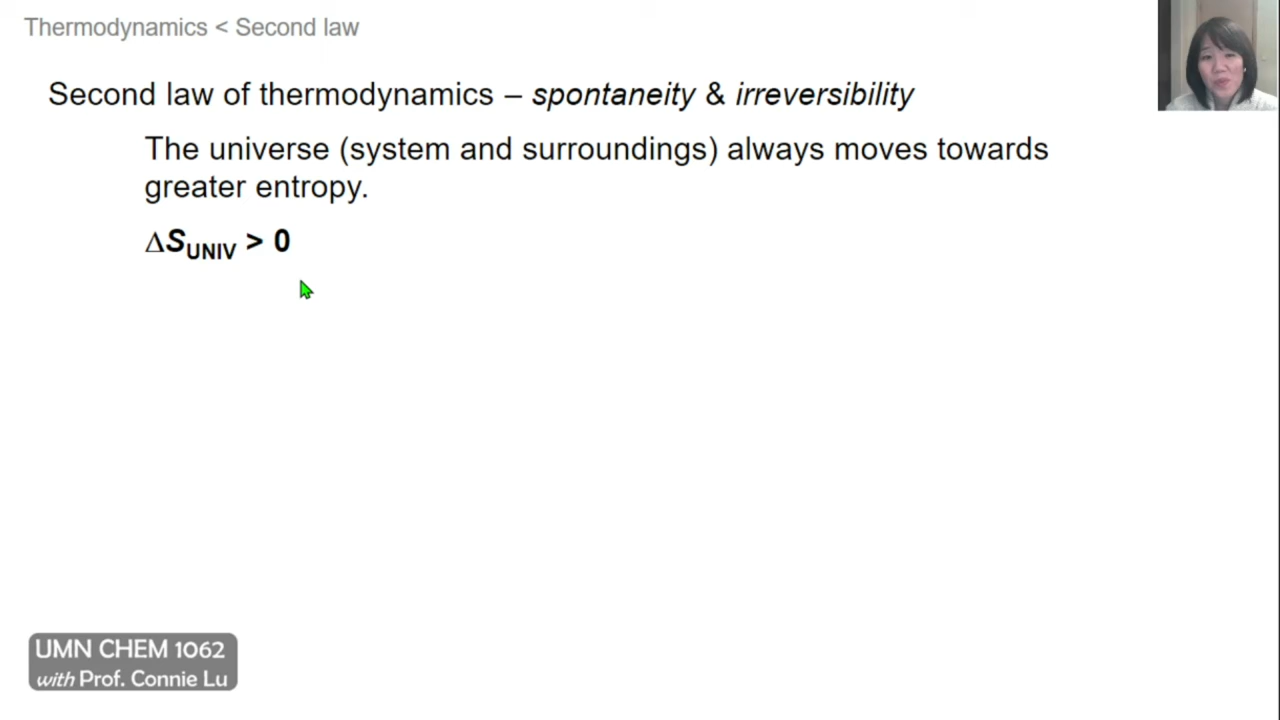 Thermodynamics < Second law
Second law of thermodynamics – spontaneity & irreversibility
The universe (system and surroundings) always moves towards
greater entropy.
ΔSUNIV > 0
UMN CHEM 1062
with Prof. Connie Lu